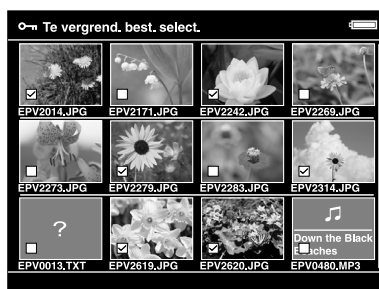 Te vergrend. best. select.
EPV2014.JPG EPV2171.JPG EPV2242.JPG EPV2269.JPG
EPV2273.JPG EPV2279.JPG EPV2283.JPG EPV2314.JPG
?
Down the Black
Beaches
EPV0013.TXT EPV2619.JPG EPV2620.JPG EPV0480.MP3